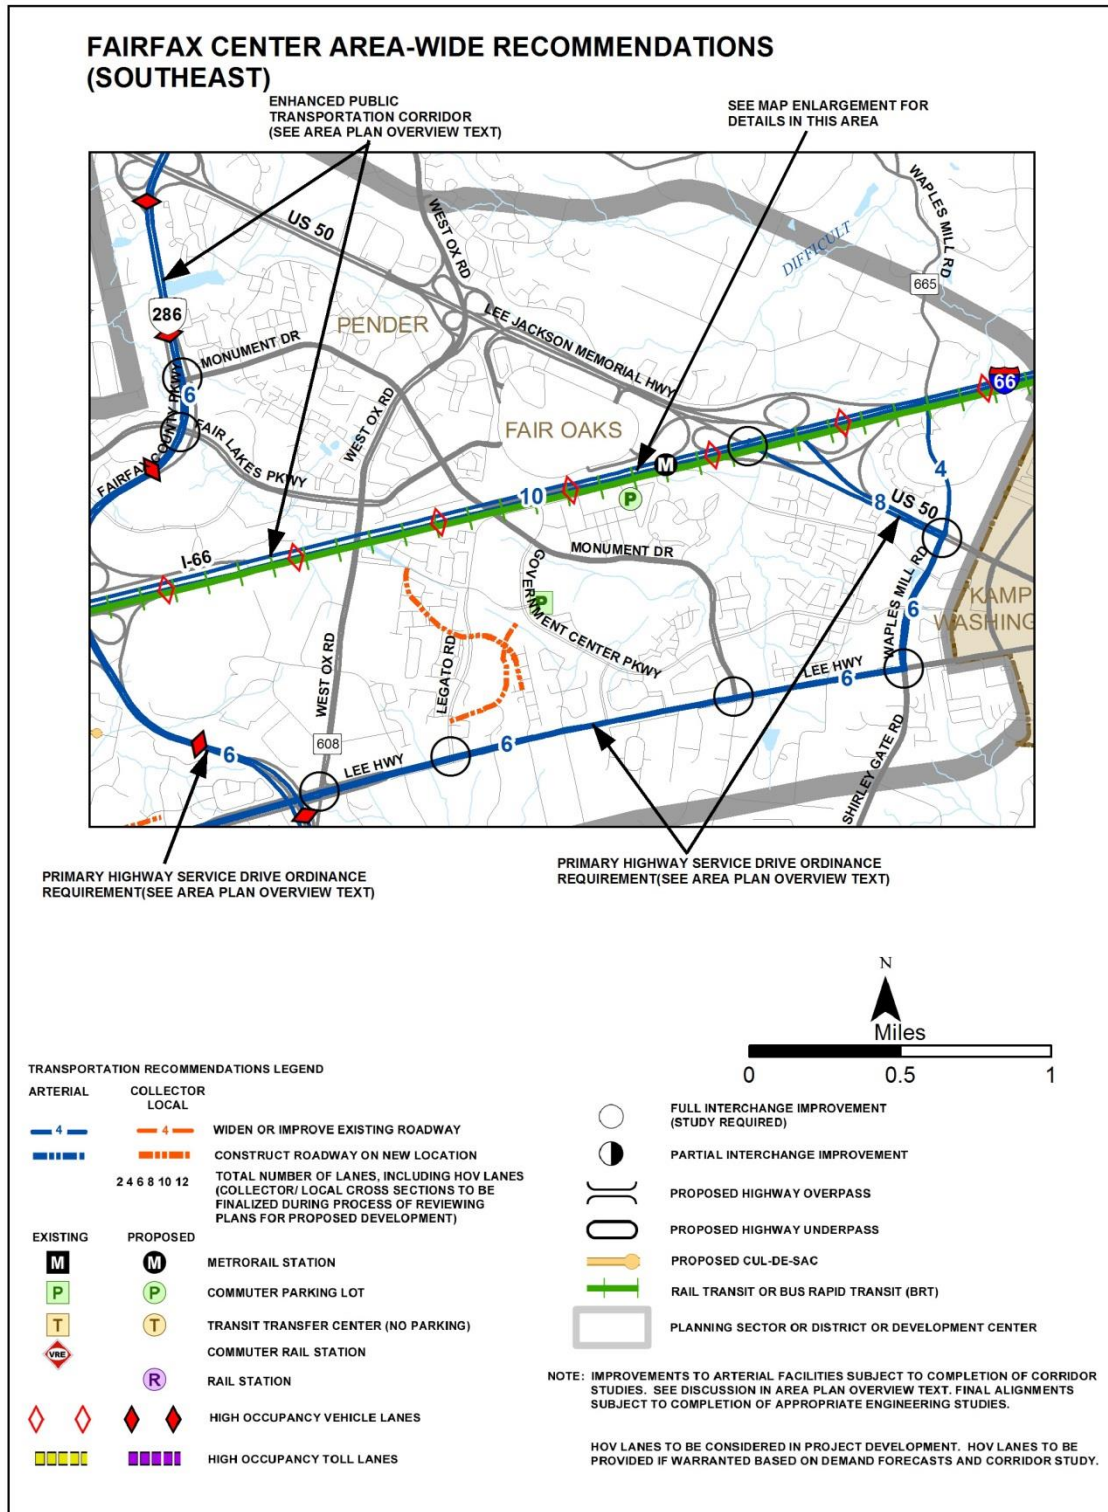 FAIRFAX CENTER AREA-WIDE RECOMMENDATIONS
(SOUTHEAST)
ENHANCED PUBLIC
TRANSPORTATION CORRIDOR
(SEE AREA PLAN OVERVIEW TEXT)
SEE MAP ENLARGEMENT FOR
DETAILS IN THIS AREA
US 50
WEST OX RD
WAPLES MILL RD
DIFFICULT
665
286
PENDER
MONUMENT DR
LEE JACKSON MEMORIAL HWY
66
6
FAIRFAX COUNTY PKWY
FAIR LAKES PKWY
WEST OX RD
FAIR OAKS
M
P
10
4
8
US 50
I-66
MONUMENT DR
GOVERNMENT CENTER PKWY
P
WAPLES MILL RD
6
KAMP
WASHING
WEST OX RD
LEGATO RD
LEE HWY
6
608
6
LEE HWY
6
SHIRLEY GATE RD
PRIMARY HIGHWAY SERVICE DRIVE ORDINANCE
REQUIREMENT(SEE AREA PLAN OVERVIEW TEXT)
PRIMARY HIGHWAY SERVICE DRIVE ORDINANCE
REQUIREMENT(SEE AREA PLAN OVERVIEW TEXT)
N
Miles
0 0.5 1
TRANSPORTATION RECOMMENDATIONS LEGEND
ARTERIAL COLLECTOR
LOCAL
4 4 WIDEN OR IMPROVE EXISTING ROADWAY
CONSTRUCT ROADWAY ON NEW LOCATION
2 4 6 8 10 12 TOTAL NUMBER OF LANES, INCLUDING HOV LANES
(COLLECTOR/ LOCAL CROSS SECTIONS TO BE
FINALIZED DURING PROCESS OF REVIEWING
PLANS FOR PROPOSED DEVELOPMENT)
EXISTING PROPOSED
M M METRORAIL STATION
P P COMMUTER PARKING LOT
T T TRANSIT TRANSFER CENTER (NO PARKING)
VRE COMMUTER RAIL STATION
R RAIL STATION
HIGH OCCUPANCY VEHICLE LANES
HIGH OCCUPANCY TOLL LANES
FULL INTERCHANGE IMPROVEMENT
(STUDY REQUIRED)
PARTIAL INTERCHANGE IMPROVEMENT
PROPOSED HIGHWAY OVERPASS
PROPOSED HIGHWAY UNDERPASS
PROPOSED CUL-DE-SAC
RAIL TRANSIT OR BUS RAPID TRANSIT (BRT)
PLANNING SECTOR OR DISTRICT OR DEVELOPMENT CENTER
NOTE: IMPROVEMENTS TO ARTERIAL FACILITIES SUBJECT TO COMPLETION OF CORRIDOR
STUDIES. SEE DISCUSSION IN AREA PLAN OVERVIEW TEXT. FINAL ALIGNMENTS
SUBJECT TO COMPLETION OF APPROPRIATE ENGINEERING STUDIES.
HOV LANES TO BE CONSIDERED IN PROJECT DEVELOPMENT. HOV LANES TO BE
PROVIDED IF WARRANTED BASED ON DEMAND FORECASTS AND CORRIDOR STUDY.